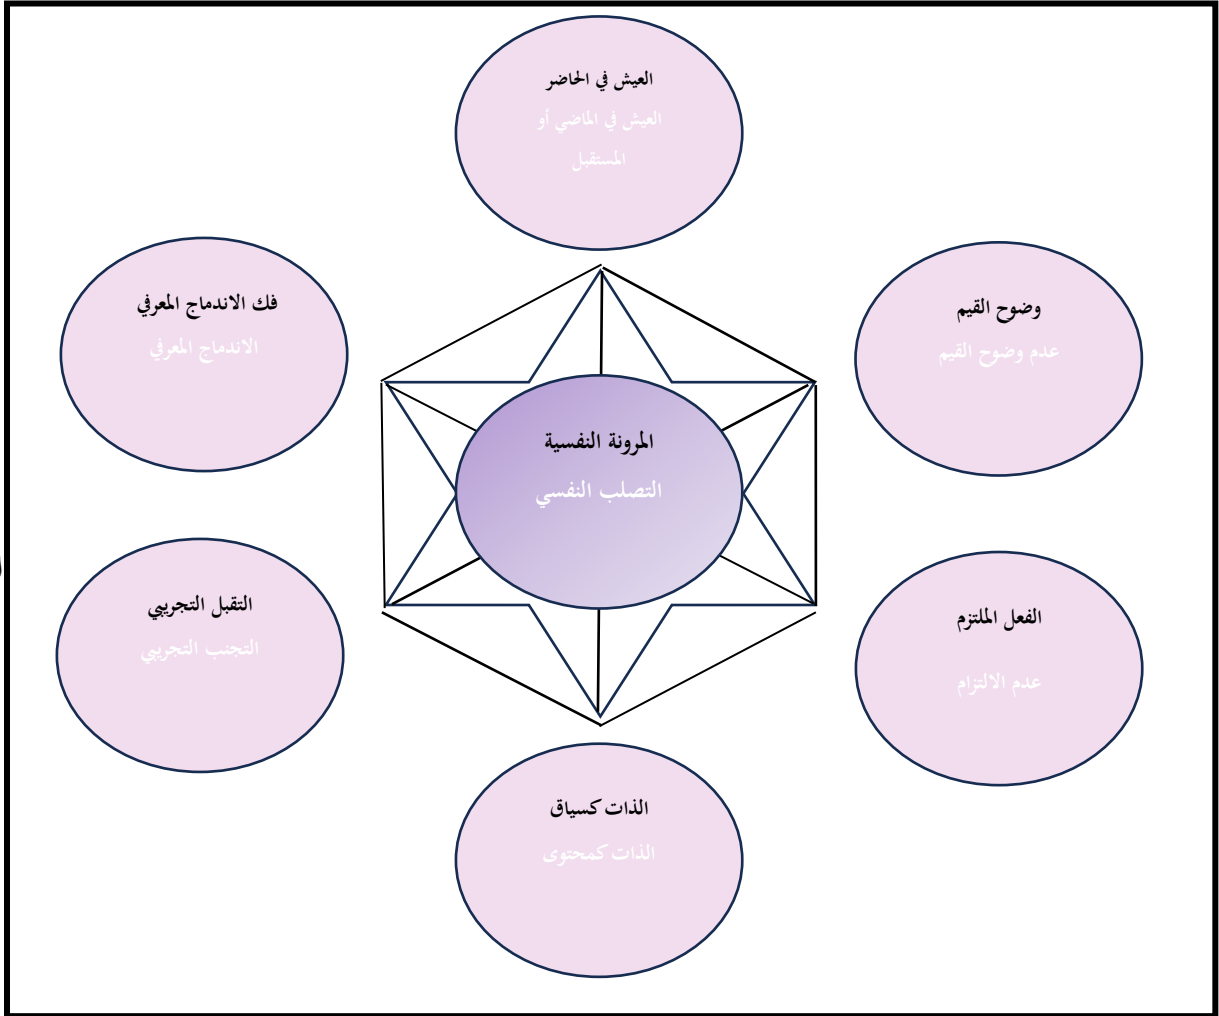 العيش في الحاضر
العيش في الماضي أو
المستقبل
وضوح القيم
عدم وضوح القيم
فك الاندماج المعرفي
الاندماج المعرفي
المرونة النفسية
التصلب النفسي
الفعل الملتزم
عدم الالتزام
التقبل التجريبي
التجنب التجريبي
الذات كسياق
الذات كمحتوى